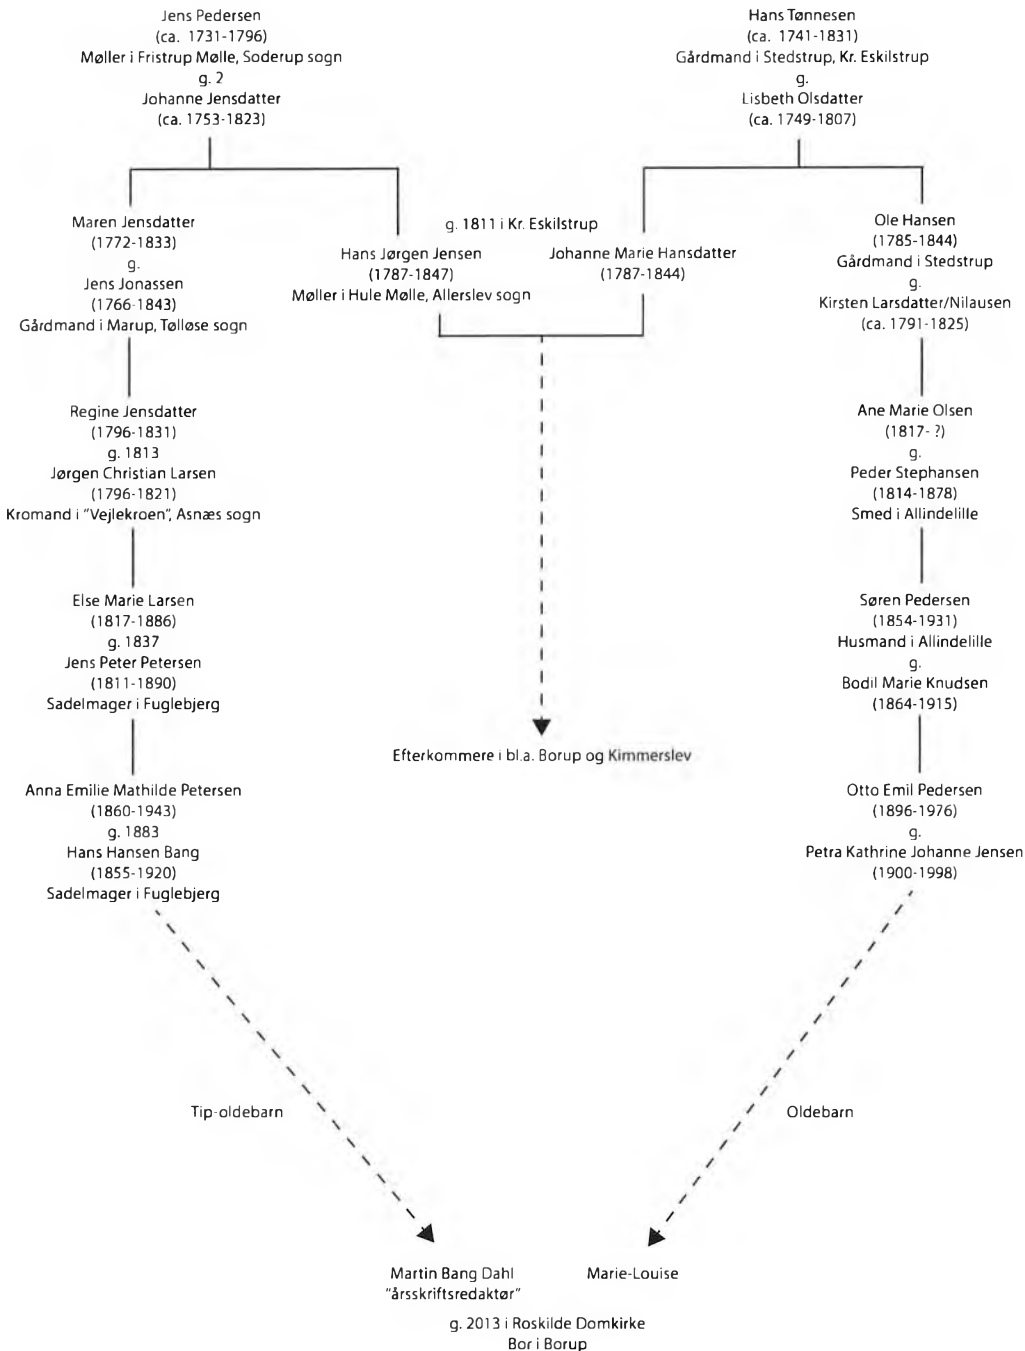 Jens Pedersen
(ca. 1731-1796)
Møller i Fristrup Mølle, Soderup sogn
g. 2
Johanne Jensdatter
(ca. 1753-1823)
Hans Tønnesen
(ca. 1741-1831)
Gårdmand i Stedstrup, Kr. Eskilstrup
g.
Lisbeth Olsdatter
(ca. 1749-1807)
Maren Jensdatter
(1772-1833)
g.
Jens Jonassen
(1766-1843)
Gårdmand i Marup, Tølløse sogn
g. 1811 i Kr. Eskilstrup
Hans Jørgen Jensen
(1787-1847)
Møller i Hule Mølle, Allerslev sogn
Johanne Marie Hansdatter
(1787-1844)
Ole Hansen
(1785-1844)
Gårdmand i Stedstrup
g.
Kirsten Larsdatter/Nilausen
(ca. 1791-1825)
Regine Jensdatter
(1796-1831)
g. 1813
Jørgen Christian Larsen
(1796-1821)
Kromand i "Vejlekroen", Asnæs sogn
Ane Marie Olsen
(1817- ?)
g.
Peder Stephansen
(1814-1878)
Smed i Allindelille
Else Marie Larsen
(1817-1886)
g. 1837
Jens Peter Petersen
(1811-1890)
Sadelmager i Fuglebjerg
Søren Pedersen
(1854-1931)
Husmand i Allindelille
g.
Bodil Marie Knudsen
(1864-1915)
Efterkommere i bl.a. Borup og Kimmerslev
Anna Emilie Mathilde Petersen
(1860-1943)
g. 1883
Hans Hansen Bang
(1855-1920)
Sadelmager i Fuglebjerg
Otto Emil Pedersen
(1896-1976)
g.
Petra Kathrine Johanne Jensen
(1900-1998)
Tip-oldebarn
Oldebarn
Martin Bang Dahl
"årsskriftsredaktør"
Marie-Louise
g. 2013 i Roskilde Domkirke
Bor i Borup